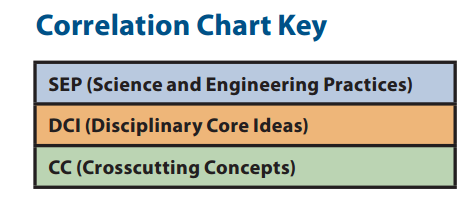 Correlation Chart Key
SEP (Science and Engineering Practices)
DCI (Disciplinary Core Ideas)
CC (Crosscutting Concepts)